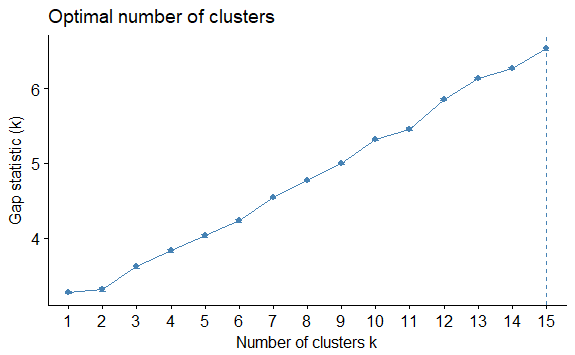 Optimal number of clusters
Gap statistic (k)
6
5
4
1 2 3 4 5 6 7 8 9 10 11 12 13 14 15
Number of clusters k